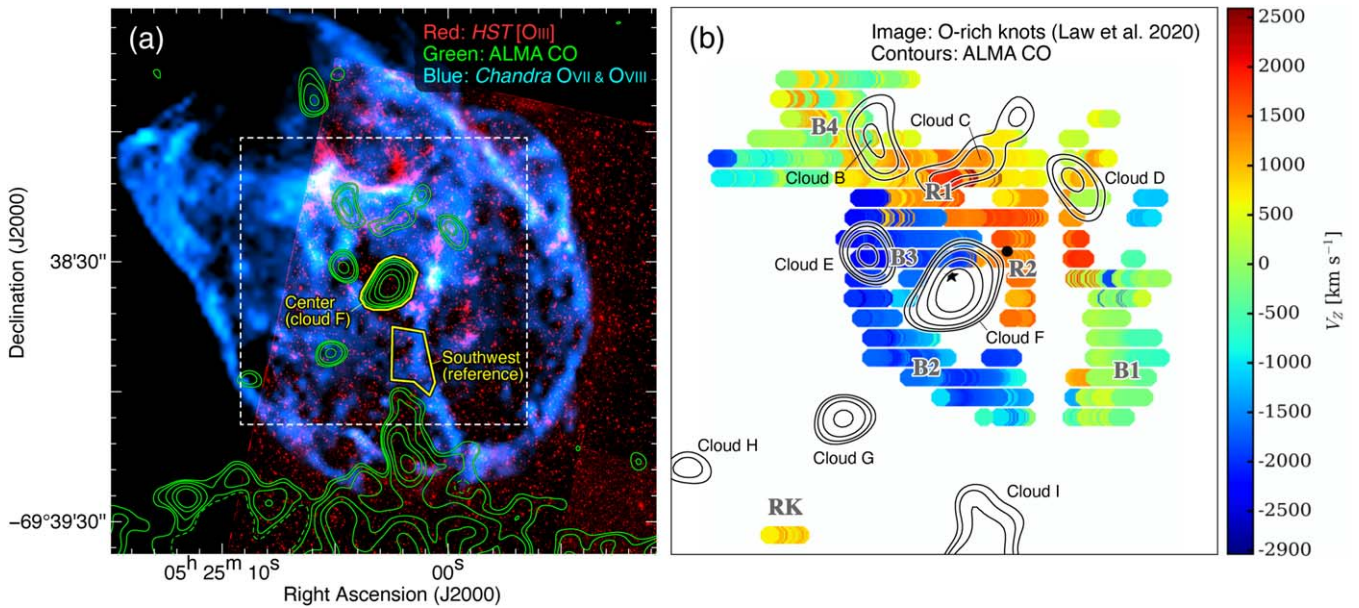 (a)
Red: HST [OIII]
Green: ALMA CO
Blue: Chandra OVII & OVIII
Center
(cloud F)
Southwest
(reference)
Declination (J2000)
38'30"
−69°39'30"
05h 25m 10s
00s
Right Ascension (J2000)
(b)
Image: O-rich knots (Law et al. 2020)
Contours: ALMA CO
B4
Cloud C
Cloud B
R1
Cloud D
Cloud E
B3
R2
Cloud F
B2
B1
Cloud G
Cloud H
Cloud I
RK
2500
2000
1500
1000
500
0
-500
-1000
-1500
-2000
-2500
-2900
VZ [km s−1]